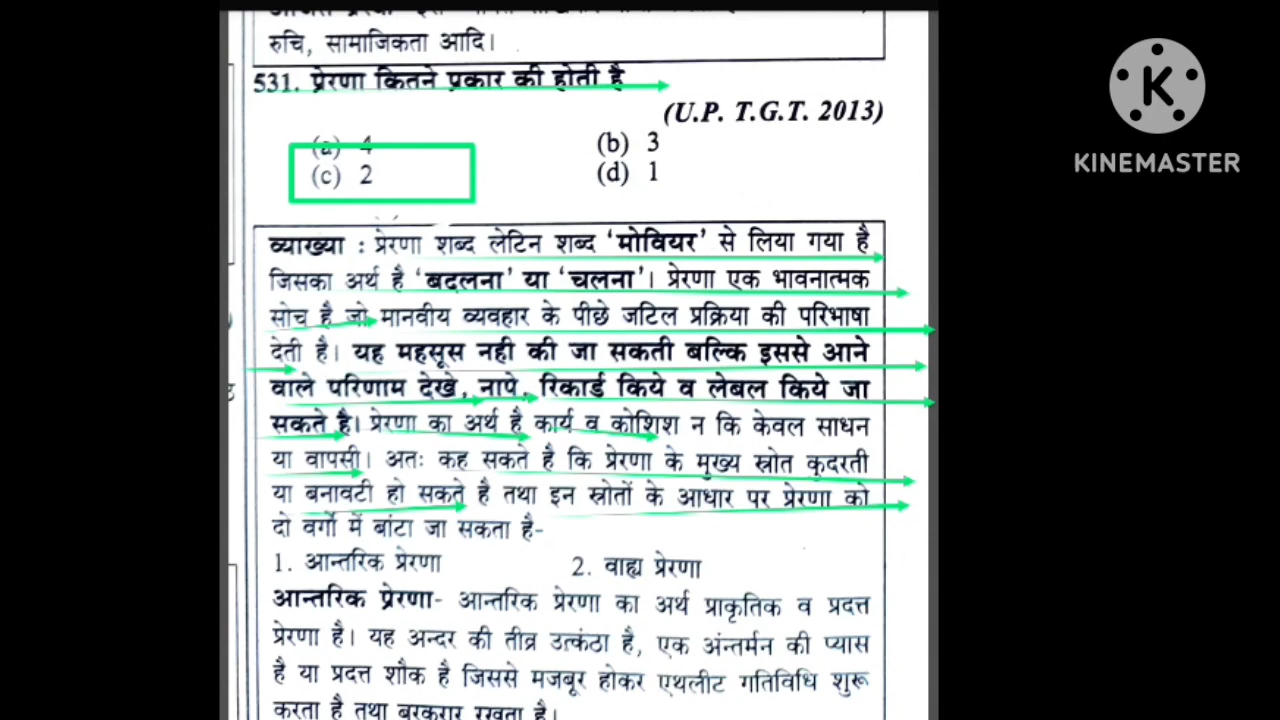 रुचि, सामाजिकता आदि।
531. प्रेरणा कितने प्रकार की होती है
(U.P. T.G.T. 2013)
(a) 4 (b) 3
(c) 2 (d) 1
व्याख्या : प्रेरणा शब्द लेटिन शब्द ‘मोवियर’ से लिया गया है
जिसका अर्थ है ‘बदलना’ या ‘चलना’। प्रेरणा एक भावनात्मक
सोच है जो मानवीय व्यवहार के पीछे जटिल प्रक्रिया की परिभाषा
देती है। यह महसूस नही की जा सकती बल्कि इससे आने
वाले परिणाम देखे, नापे, रिकार्ड किये व लेबल किये जा
सकते है। प्रेरणा का अर्थ है कार्य व कोशिश न कि केवल साधन
या वापसी। अतः कह सकते है कि प्रेरणा के मुख्य स्रोत कुदरती
या बनावटी हो सकते है तथा इन स्रोतों के आधार पर प्रेरणा को
दो वर्गो में बांटा जा सकता है-
1. आन्तरिक प्रेरणा 2. वाह्य प्रेरणा
आन्तरिक प्रेरणा- आन्तरिक प्रेरणा का अर्थ प्राकृतिक व प्रदत्त
प्रेरणा है। यह अन्दर की तीव्र उत्कंठा है, एक अंन्तर्मन की प्यास
है या प्रदत्त शौक है जिससे मजबूर होकर एथलीट गतिविधि शुरू
करता है तथा बरकरार रखता है।
K
KINEMASTER